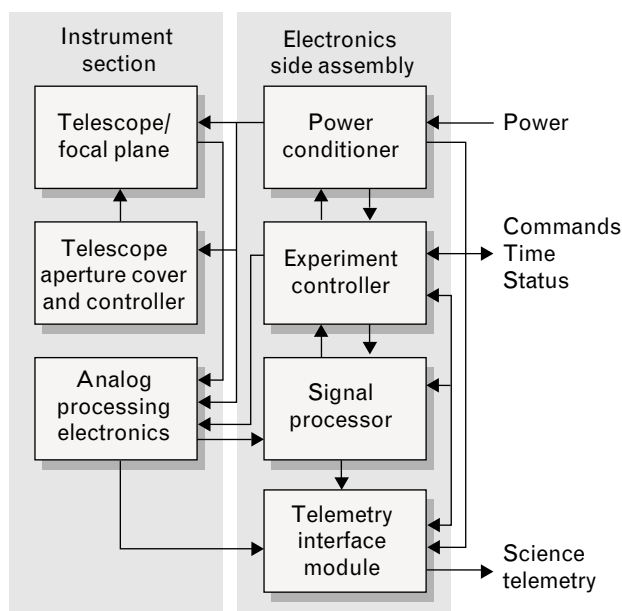 Instrument
section
Electronics
side assembly
Telescope/
focal plane
Power
conditioner
Power
Telescope
aperture cover
and controller
Experiment
controller
Commands
Time
Status
Analog
processing
electronics
Signal
processor
Telemetry
interface
module
Science
telemetry